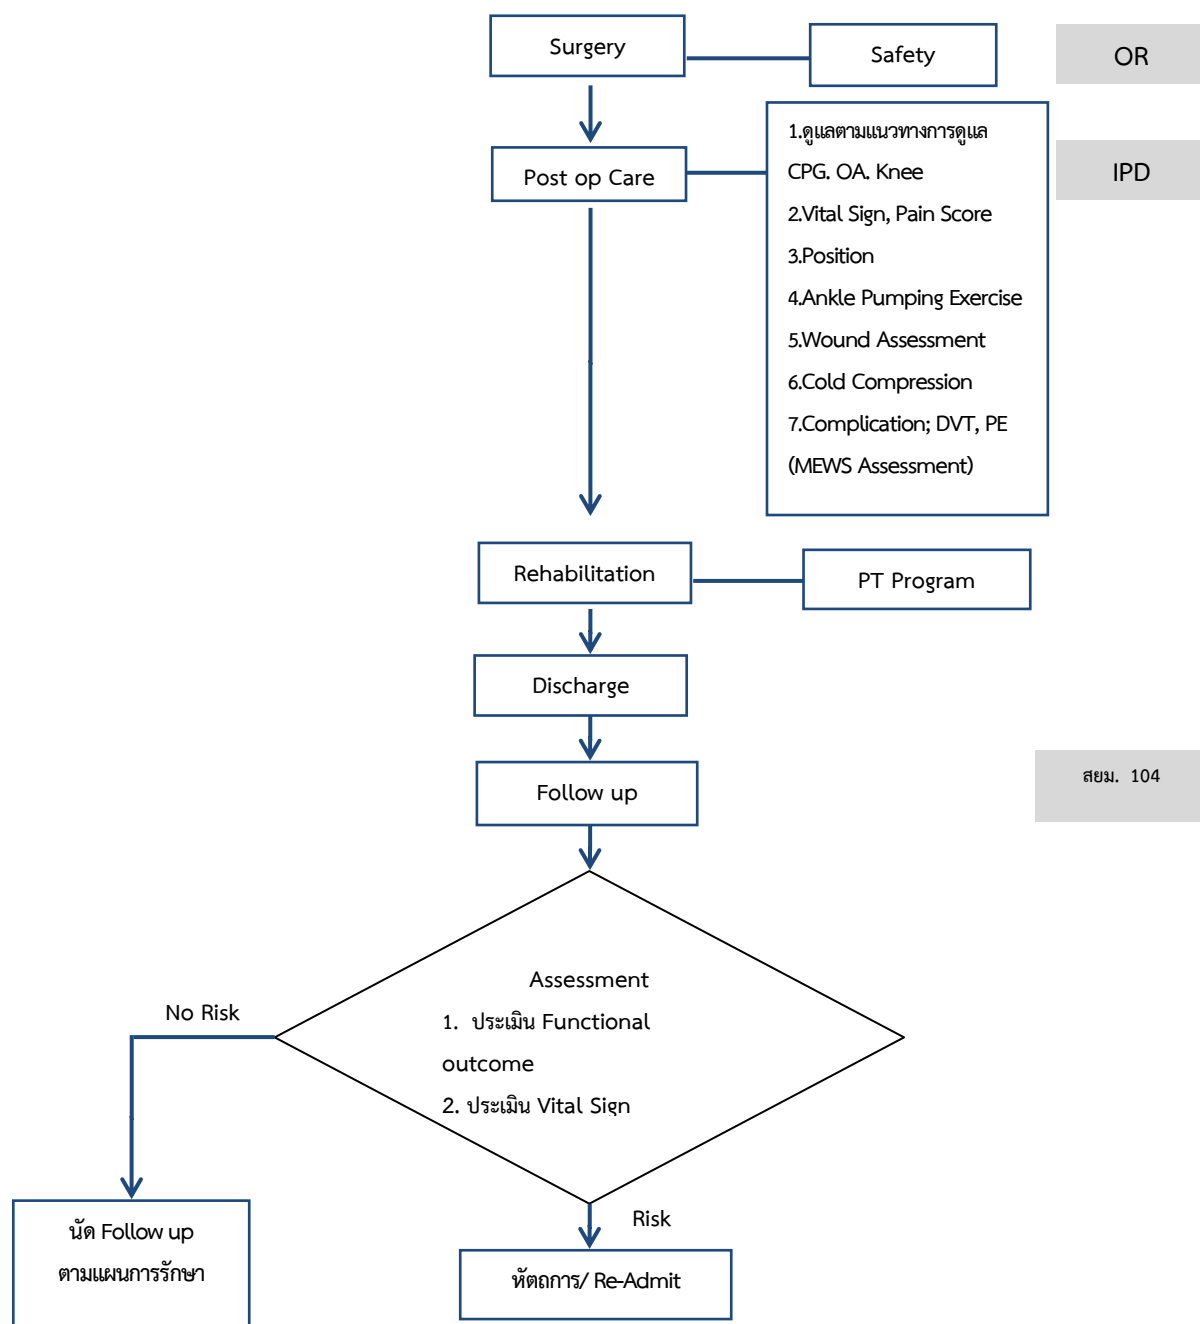 Surgery
Safety
OR
Post op Care
1.ดูแลตามแนวทางการดูแล
CPG. OA. Knee
2.Vital Sign, Pain Score
3.Position
4.Ankle Pumping Exercise
5.Wound Assessment
6.Cold Compression
7.Complication; DVT, PE
(MEWS Assessment)
IPD
Rehabilitation
PT Program
Discharge
Follow up
สยม. 104
Assessment
1. ประเมิน Functional
outcome
2. ประเมิน Vital Sign
No Risk
Risk
นัด Follow up
ตามแผนการรักษา
หัตถการ/ Re-Admit